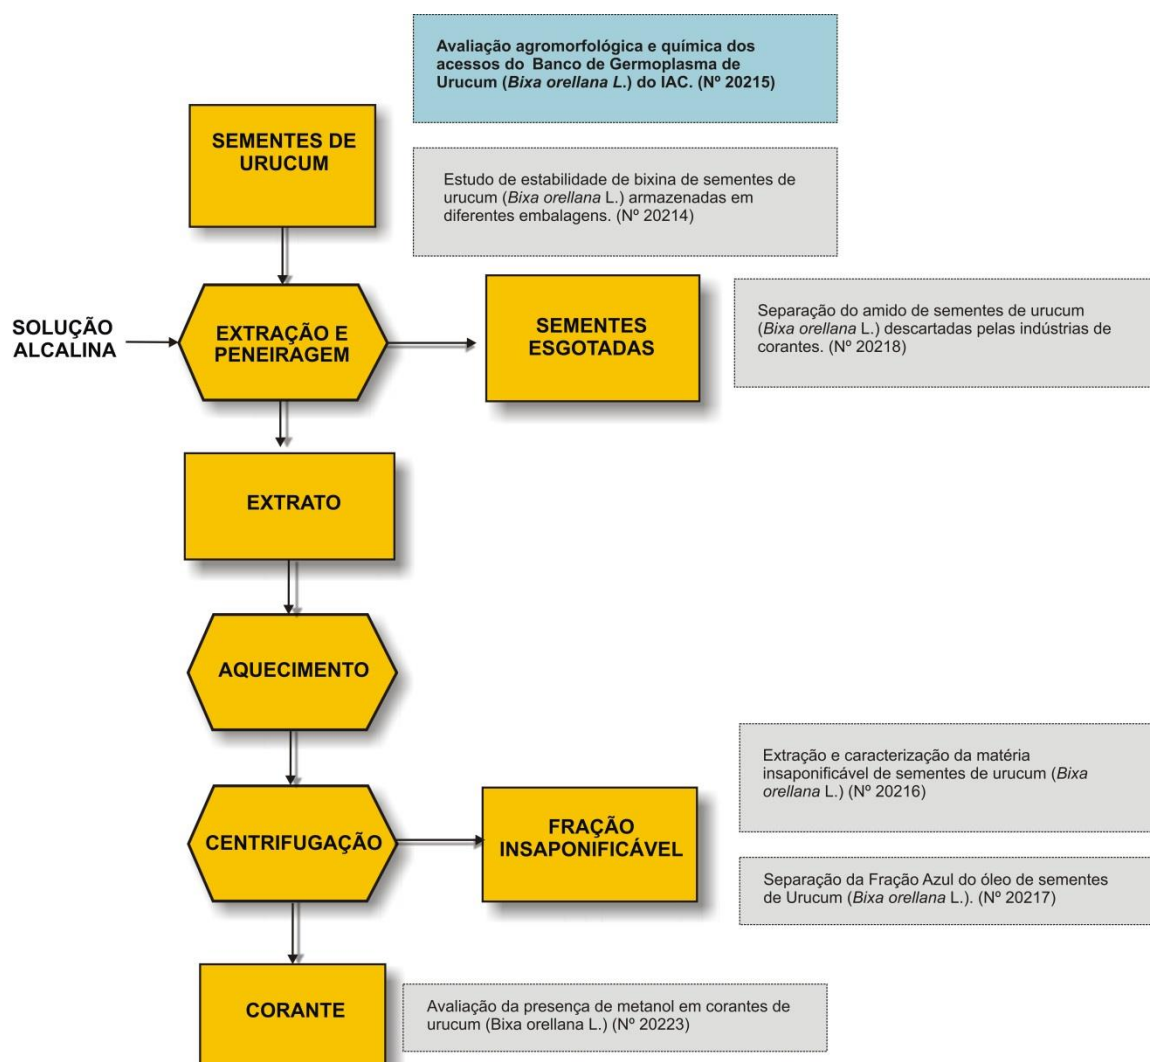 Avaliação agromorfológica e química dos
acessos do Banco de Germoplasma de
Urucum (Bixa orellana L.) do IAC. (Nº 20215)
SEMENTES DE
URUCUM
Estudo de estabilidade de bixina de sementes de
urucum (Bixa orellana L.) armazenadas em
diferentes embalagens. (Nº 20214)
SOLUÇÃO
ALCALINA
EXTRAÇÃO E
PENEIRAGEM
SEMENTES
ESGOTADAS
Separação do amido de sementes de urucum
(Bixa orellana L.) descartadas pelas indústrias de
corantes. (Nº 20218)
EXTRATO
AQUECIMENTO
CENTRIFUGAÇÃO
FRAÇÃO
INSAPONIFICÁVEL
Extração e caracterização da matéria
insaponificável de sementes de urucum (Bixa
orellana L.) (Nº 20216)
Separação da Fração Azul do óleo de sementes
de Urucum (Bixa orellana L.). (Nº 20217)
CORANTE
Avaliação da presença de metanol em corantes de
urucum (Bixa orellana L.) (Nº 20223)